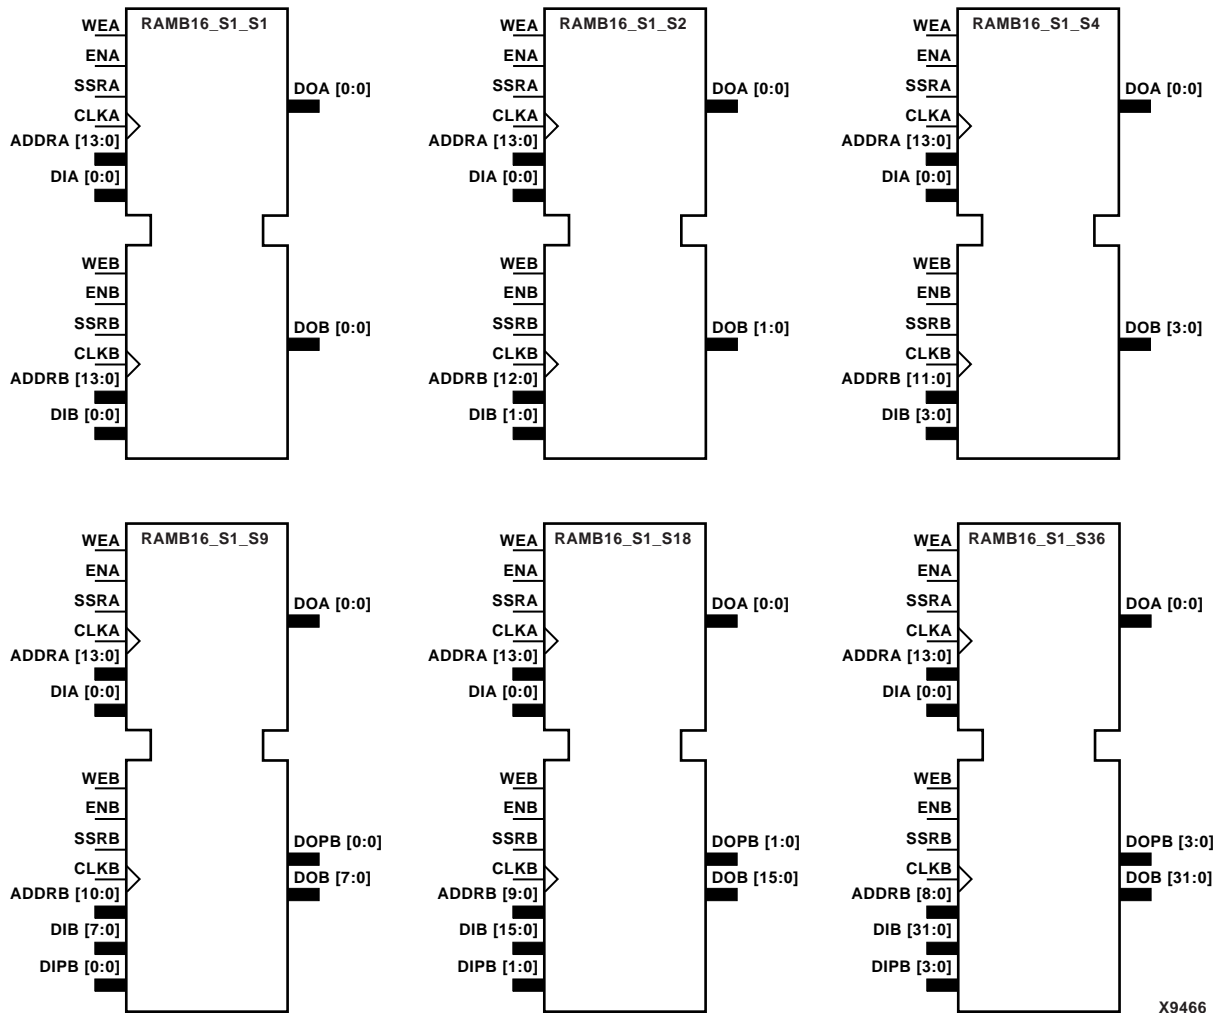 RAMB16_S1_S1
WEA
ENA
SSRA
CLKA
ADDRA [13:0]
DIA [0:0]
DOA [0:0]
WEB
ENB
SSRB
CLKB
ADDRB [13:0]
DIB [0:0]
DOB [0:0]
RAMB16_S1_S2
WEA
ENA
SSRA
CLKA
ADDRA [13:0]
DIA [0:0]
DOA [0:0]
WEB
ENB
SSRB
CLKB
ADDRB [12:0]
DIB [1:0]
DOB [1:0]
RAMB16_S1_S4
WEA
ENA
SSRA
CLKA
ADDRA [13:0]
DIA [0:0]
DOA [0:0]
WEB
ENB
SSRB
CLKB
ADDRB [11:0]
DIB [3:0]
DOB [3:0]
RAMB16_S1_S9
WEA
ENA
SSRA
CLKA
ADDRA [13:0]
DIA [0:0]
DOA [0:0]
WEB
ENB
SSRB
CLKB
ADDRB [10:0]
DIB [7:0]
DIPB [0:0]
DOPB [0:0]
DOB [7:0]
RAMB16_S1_S18
WEA
ENA
SSRA
CLKA
ADDRA [13:0]
DIA [0:0]
DOA [0:0]
WEB
ENB
SSRB
CLKB
ADDRB [9:0]
DIB [15:0]
DIPB [1:0]
DOPB [1:0]
DOB [15:0]
RAMB16_S1_S36
WEA
ENA
SSRA
CLKA
ADDRA [13:0]
DIA [0:0]
DOA [0:0]
WEB
ENB
SSRB
CLKB
ADDRB [8:0]
DIB [31:0]
DIPB [3:0]
DOPB [3:0]
DOB [31:0]
X9466